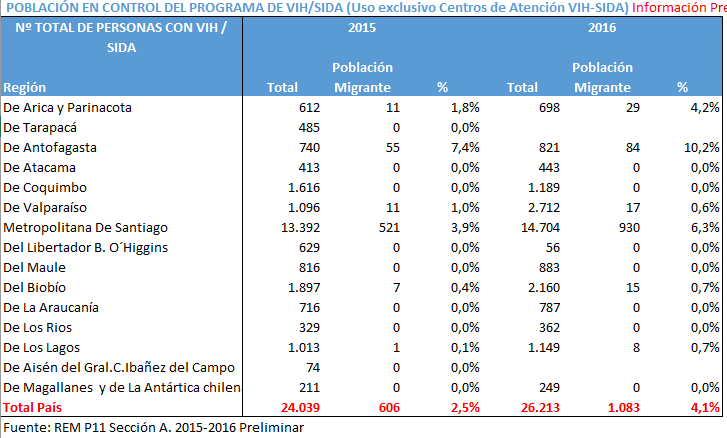 POBLACIÓN EN CONTROL DEL PROGRAMA DE VIH/SIDA (Uso exclusivo Centros de Atención VIH-SIDA) Información Pre
Nº TOTAL DE PERSONAS CON VIH / SIDA 2015 2016
Región Total Población Migrante % Total Población Migrante %
De Arica y Parinacota 612 11 1,8% 698 29 4,2%
De Tarapacá 485 0 0,0%
De Antofagasta 740 55 7,4% 821 84 10,2%
De Atacama 413 0 0,0% 443 0 0,0%
De Coquimbo 1.616 0 0,0% 1.189 0 0,0%
De Valparaíso 1.096 11 1,0% 2.712 17 0,6%
Metropolitana De Santiago 13.392 521 3,9% 14.704 930 6,3%
Del Libertador B. O´Higgins 629 0 0,0% 56 0 0,0%
Del Maule 816 0 0,0% 883 0 0,0%
Del Biobío 1.897 7 0,4% 2.160 15 0,7%
De La Araucanía 716 0 0,0% 787 0 0,0%
De Los Rios 329 0 0,0% 362 0 0,0%
De Los Lagos 1.013 1 0,1% 1.149 8 0,7%
De Aisén del Gral.C.Ibañez del Campo 74 0 0,0%
De Magallanes y de La Antártica chilena 211 0 0,0% 249 0 0,0%
Total País 24.039 606 2,5% 26.213 1.083 4,1%
Fuente: REM P11 Sección A. 2015-2016 Preliminar